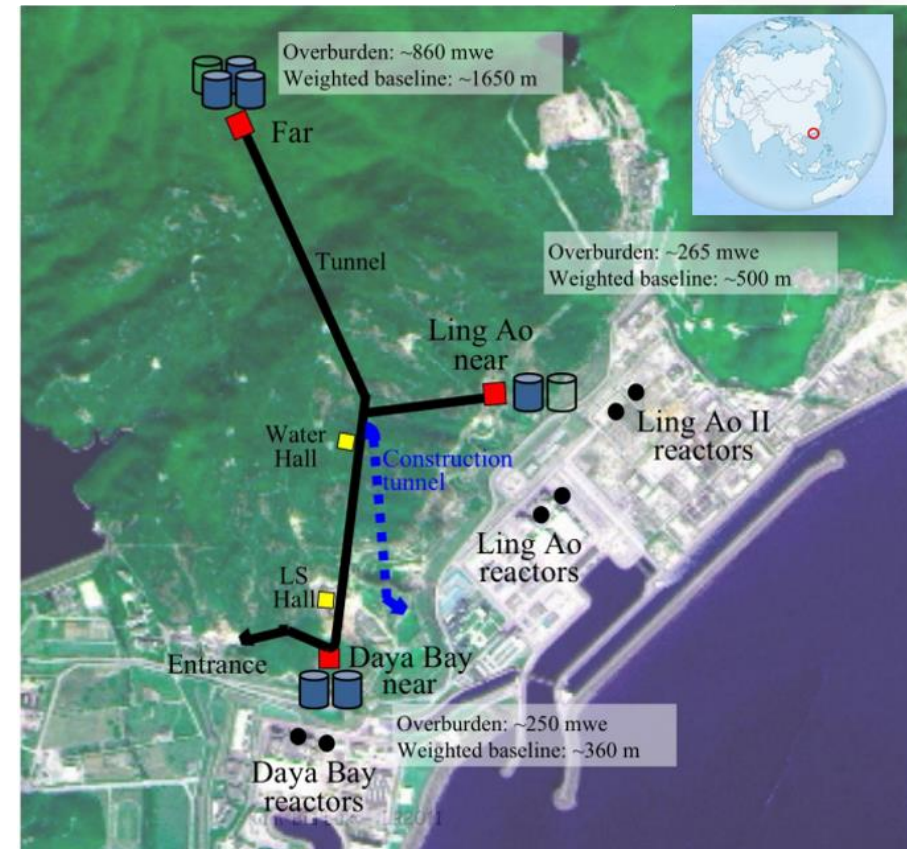 Overburden: ~860 mwe
Weighted baseline: ~1650 m
Far
Tunnel
Overburden: ~265 mwe
Weighted baseline: ~500 m
Ling Ao
near
Water
Hall
Construction
tunnel
Ling Ao II
reactors
Ling Ao
reactors
LS
Hall
Entrance
Daya Bay
near
Overburden: ~250 mwe
Weighted baseline: ~360 m
Daya Bay
reactors